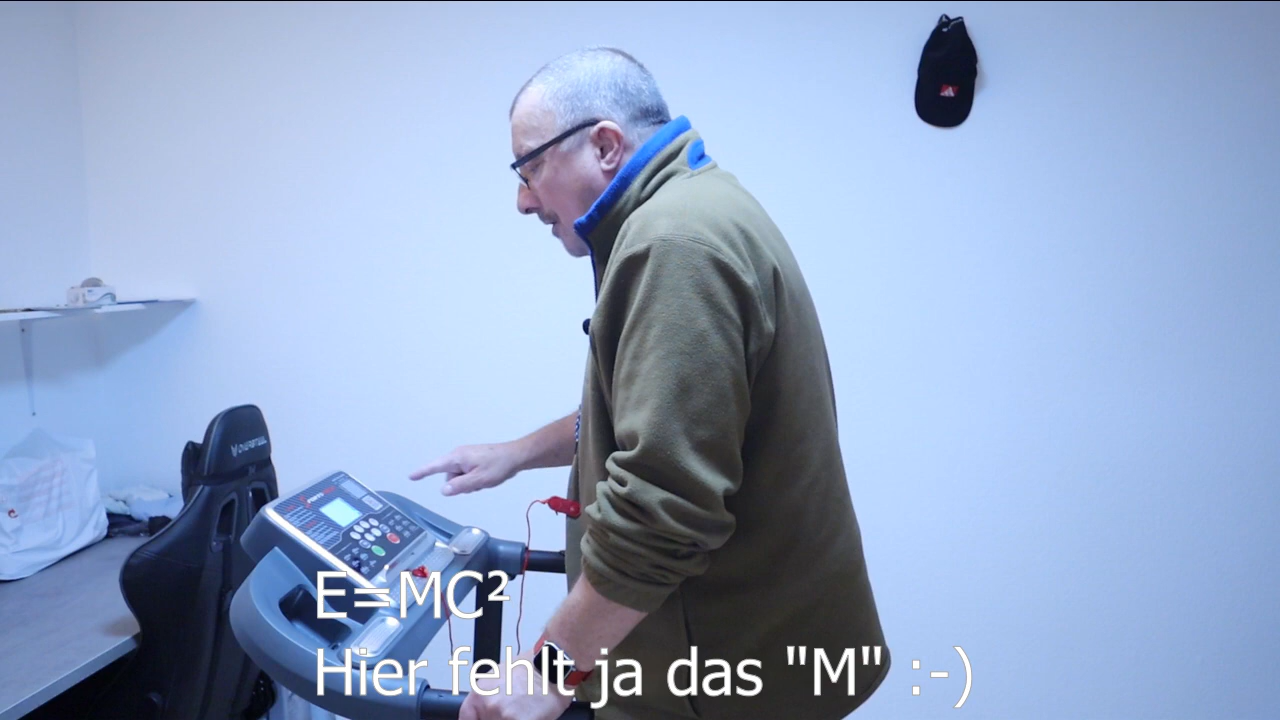 E=MC²
Hier fehlt ja das "M" :-)